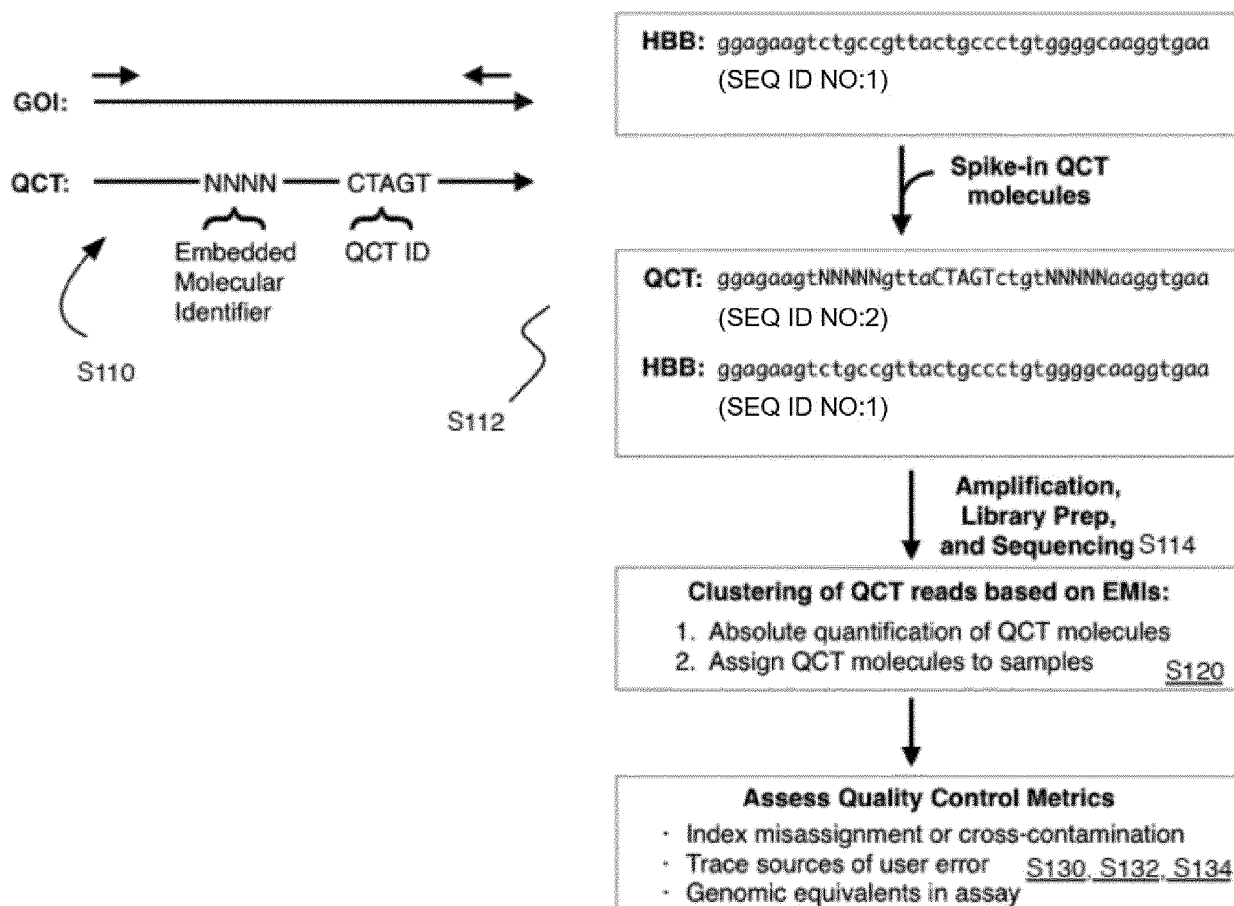 GOI:
QCT: NNNN CTAGT
Embedded
Molecular
Identifier
QCT ID
S110
S112
HBB: ggagaagtctgccgttactgccctgtggggcaaggtgaa
(SEQ ID NO:1)
Spike-in QCT
molecules
QCT: ggagaagtNNNNNgttaCTAGTctgtNNNNNaaggtgaa
(SEQ ID NO:2)
HBB: ggagaagtctgccgttactgccctgtggggcaaggtgaa
(SEQ ID NO:1)
Amplification,
Library Prep,
and Sequencing S114
Clustering of QCT reads based on EMIs:
1. Absolute quantification of QCT molecules
2. Assign QCT molecules to samples
S120
Assess Quality Control Metrics
· Index misassignment or cross-contamination
· Trace sources of user error S130, S132, S134
· Genomic equivalents in assay